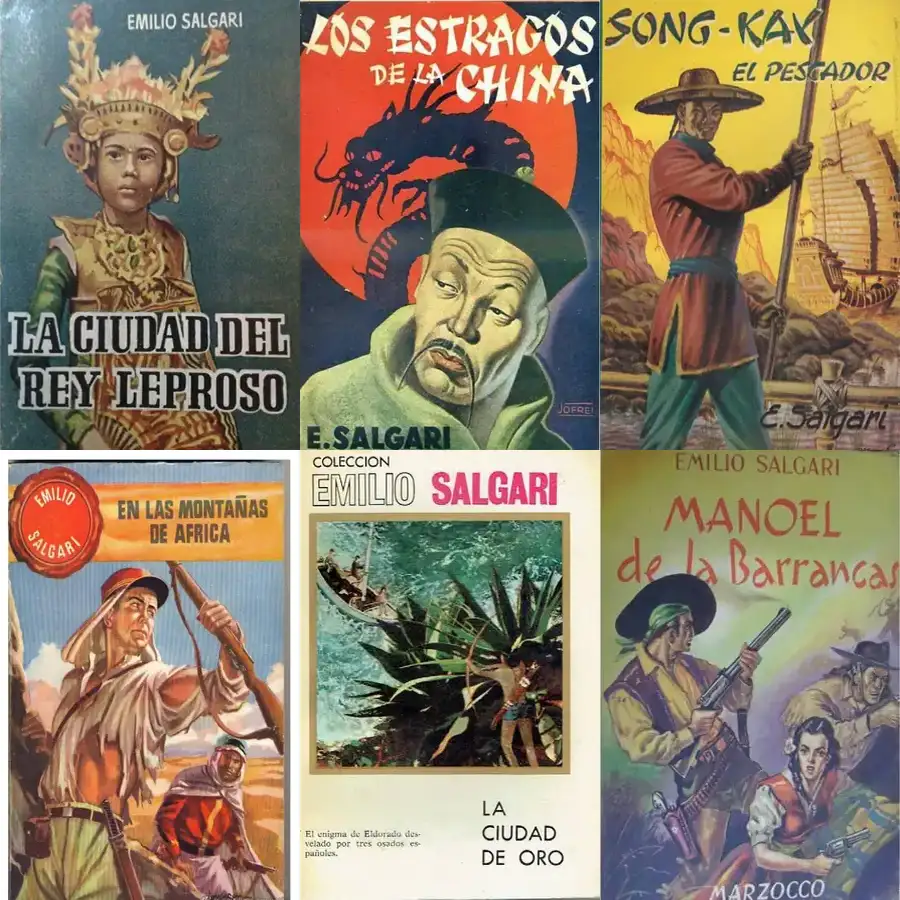 EMILIO SALGARI
LA CIUDAD DEL
REY LEPROSO
LOS ESTRAGOS
DE LA CHINA
JOFRE
E. SALGARI
SONG-KAY
EL PESCADOR
E. Salgari
EMILIO
SALGARI
EN LAS MONTAÑAS
DE AFRICA
COLECCION
EMILIO SALGARI
El enigma de Eldorado des-
velado por tres osados es-
pañoles.
LA
CIUDAD
DE ORO
EMILIO SALGARI
MANOEL
de la Barrancas
MARZOCCO